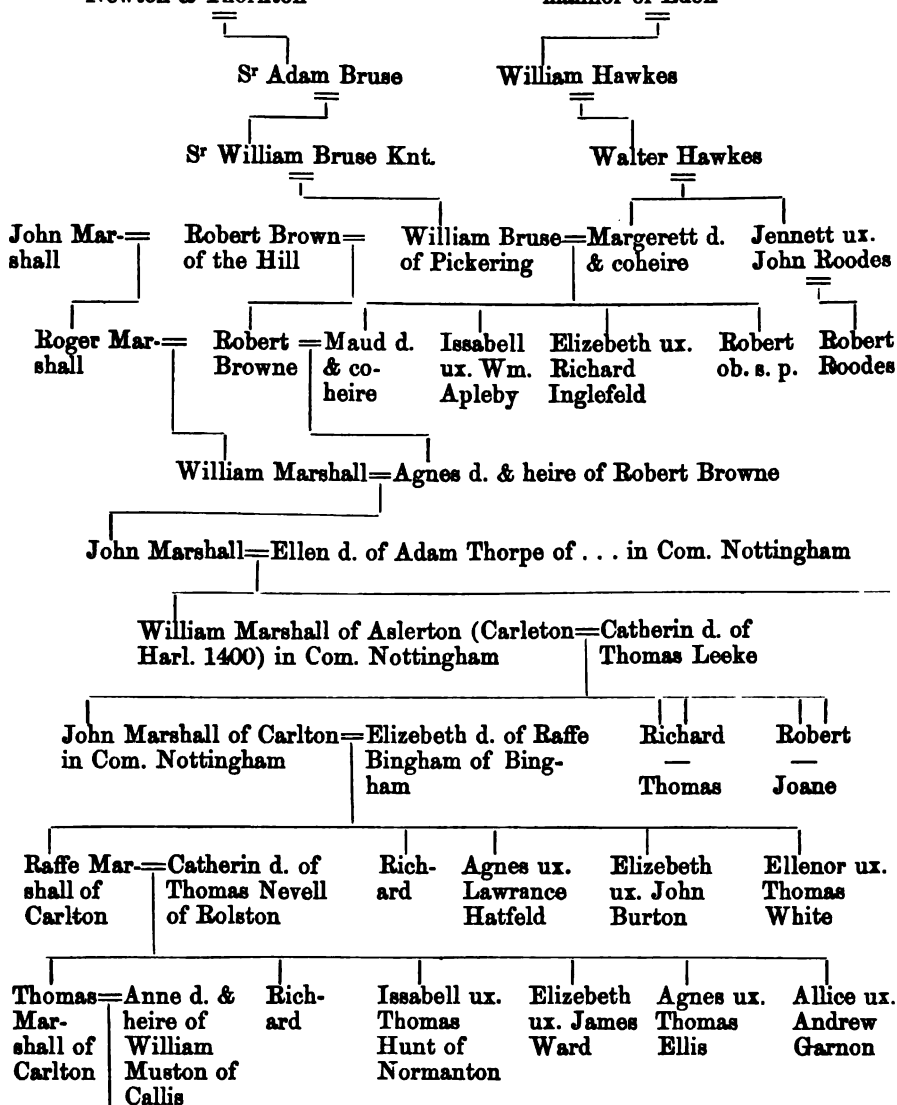 Newton & Thornton
manor of Eden
Sr Adam Bruse
William Hawkes
Sr William Bruse Knt.
Walter Hawkes
John Mar-
shall
Robert Brown
of the Hill
William Bruse
of Pickering
Margerett d.
& coheire
Jennett ux.
John Roodes
Roger Mar-
shall
Robert
Browne
Maud d.
& co-
heire
Issabell
ux. Wm.
Apleby
Elizebeth ux.
Richard
Inglefeld
Robert
ob. s. p.
Robert
Roodes
William Marshall=Agnes d. & heire of Robert Browne
John Marshall=Ellen d. of Adam Thorpe of . . . in Com. Nottingham
William Marshall of Aslerton (Carleton
Harl. 1400) in Com. Nottingham
Catherin d. of
Thomas Leeke
John Marshall of Carlton
in Com. Nottingham
Elizebeth d. of Raffe
Bingham of Bing-
ham
Richard
—
Thomas
Robert
—
Joane
Raffe Mar-
shall of
Carlton
Catherin d. of
Thomas Nevell
of Rolston
Rich-
ard
Agnes ux.
Lawrance
Hatfeld
Elizebeth
ux. John
Burton
Ellenor ux.
Thomas
White
Thomas
Mar-
shall of
Carlton
Anne d. &
heire of
William
Muston of
Callis
Rich-
ard
Issabell ux.
Thomas
Hunt of
Normanton
Elizebeth
ux. James
Ward
Agnes ux.
Thomas
Ellis
Allice ux.
Andrew
Garnon